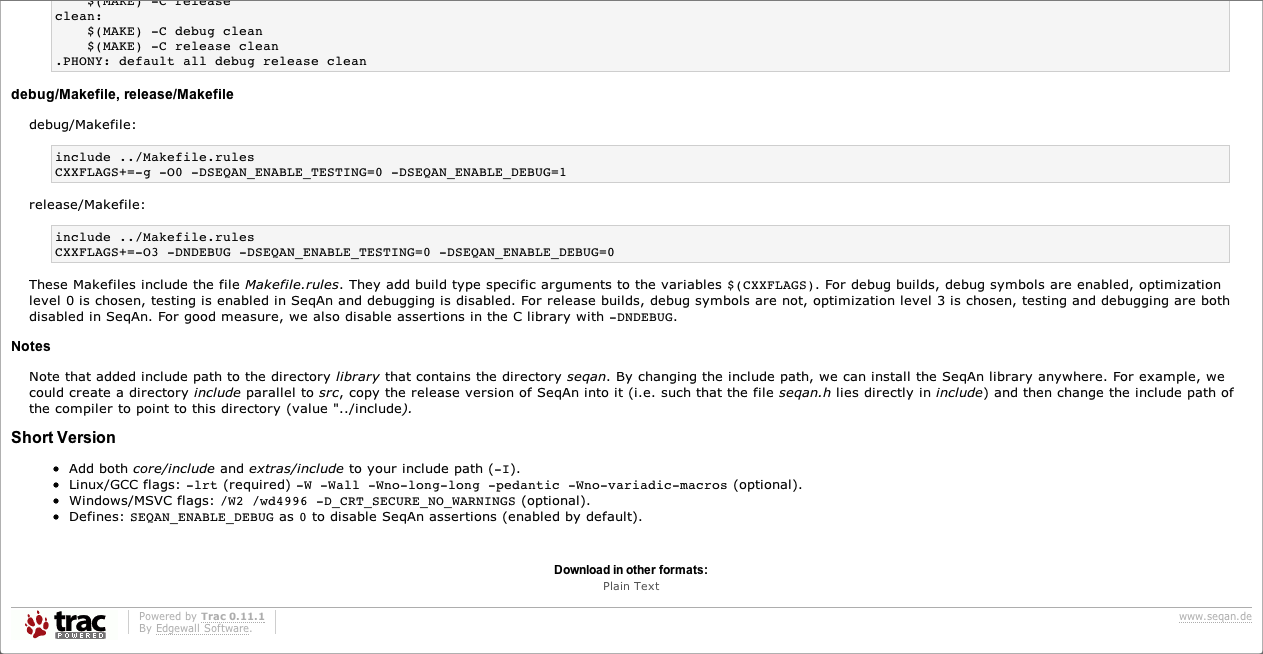 $(MAKE) -C release
clean:
$(MAKE) -C debug clean
$(MAKE) -C release clean
.PHONY: default all debug release clean
debug/Makefile, release/Makefile
debug/Makefile:
include ../Makefile.rules
CXXFLAGS+=-g -O0 -DSEQAN_ENABLE_TESTING=0 -DSEQAN_ENABLE_DEBUG=1
release/Makefile:
include ../Makefile.rules
CXXFLAGS+=-O3 -DNDEBUG -DSEQAN_ENABLE_TESTING=0 -DSEQAN_ENABLE_DEBUG=0
These Makefiles include the file Makefile.rules. They add build type specific arguments to the variables $(CXXFLAGS). For debug builds, debug symbols are enabled, optimization
level 0 is chosen, testing is enabled in SeqAn and debugging is disabled. For release builds, debug symbols are not, optimization level 3 is chosen, testing and debugging are both
disabled in SeqAn. For good measure, we also disable assertions in the C library with -DNDEBUG.
Notes
Note that added include path to the directory library that contains the directory seqan. By changing the include path, we can install the SeqAn library anywhere. For example, we
could create a directory include parallel to src, copy the release version of SeqAn into it (i.e. such that the file seqan.h lies directly in include) and then change the include path of
the compiler to point to this directory (value "../include).
Short Version
• Add both core/include and extras/include to your include path (-I).
• Linux/GCC flags: -lrt (required) -W -Wall -Wno-long-long -pedantic -Wno-variadic-macros (optional).
• Windows/MSVC flags: /W2 /wd4996 -D_CRT_SECURE_NO_WARNINGS (optional).
• Defines: SEQAN_ENABLE_DEBUG as 0 to disable SeqAn assertions (enabled by default).
Download in other formats:
Plain Text
trac
POWERED
Powered by Trac 0.11.1
By Edgewall Software.
www.seqan.de